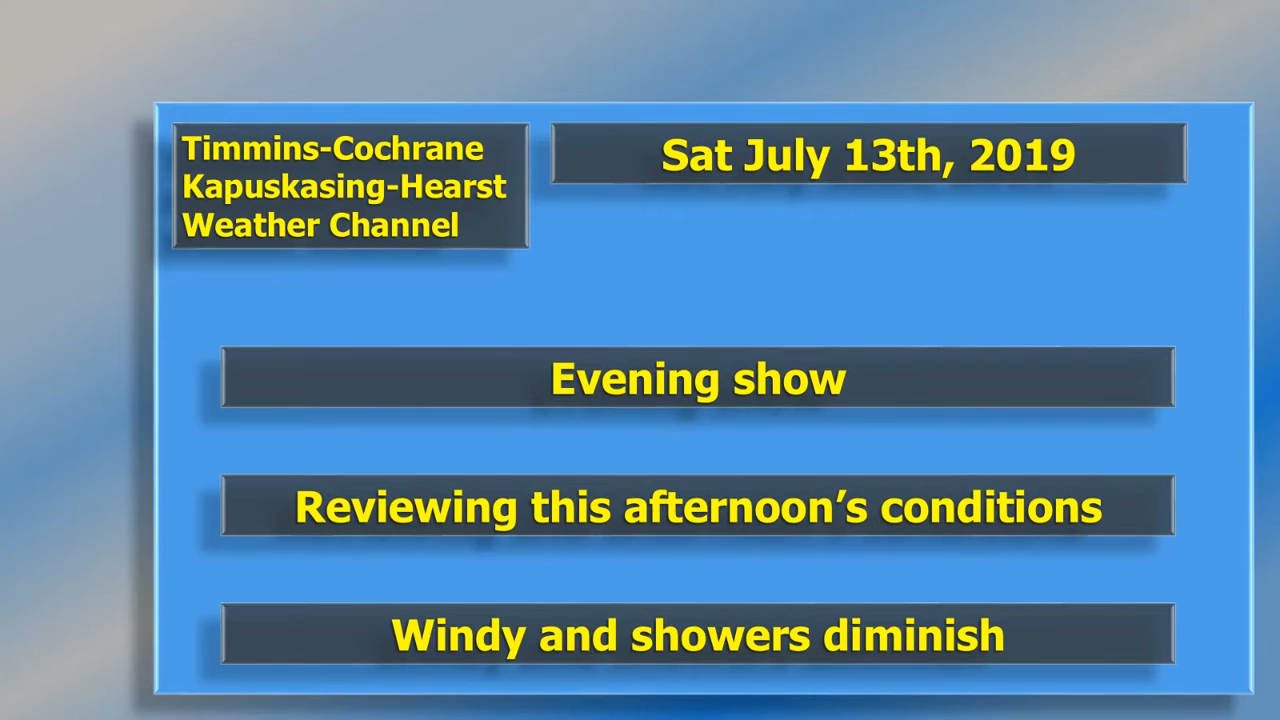 Timmins-Cochrane
Kapuskasing-Hearst
Weather Channel
Sat July 13th, 2019
Evening show
Reviewing this afternoon’s conditions
Windy and showers diminish